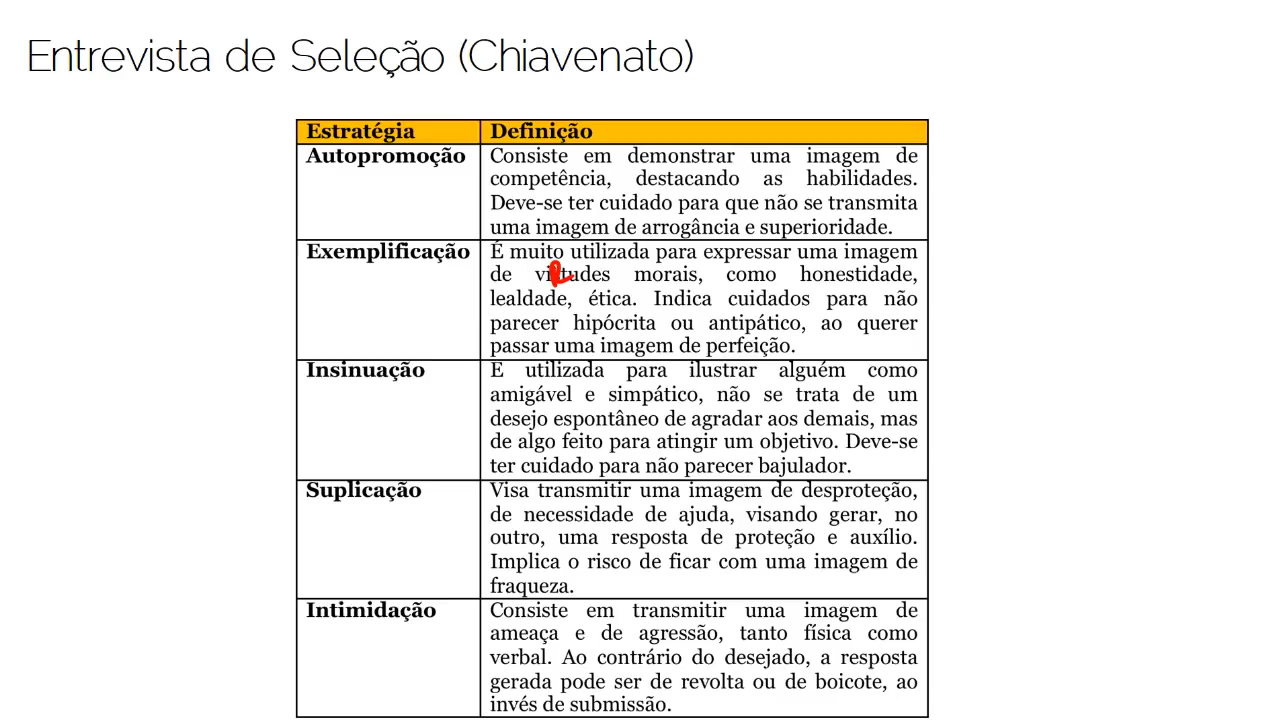 Entrevista de Seleção (Chiavenato)
Estratégia Definição
Autopromoção Consiste em demonstrar uma imagem de
competência, destacando as habilidades.
Deve-se ter cuidado para que não se transmita
uma imagem de arrogância e superioridade.
Exemplificação É muito utilizada para expressar uma imagem
de virtudes morais, como honestidade,
lealdade, ética. Indica cuidados para não
parecer hipócrita ou antipático, ao querer
passar uma imagem de perfeição.
Insinuação E utilizada para ilustrar alguém como
amigável e simpático, não se trata de um
desejo espontâneo de agradar aos demais, mas
de algo feito para atingir um objetivo. Deve-se
ter cuidado para não parecer bajulador.
Suplicação Visa transmitir uma imagem de desproteção,
de necessidade de ajuda, visando gerar, no
outro, uma resposta de proteção e auxílio.
Implica o risco de ficar com uma imagem de
fraqueza.
Intimidação Consiste em transmitir uma imagem de
ameaça e de agressão, tanto física como
verbal. Ao contrário do desejado, a resposta
gerada pode ser de revolta ou de boicote, ao
invés de submissão.